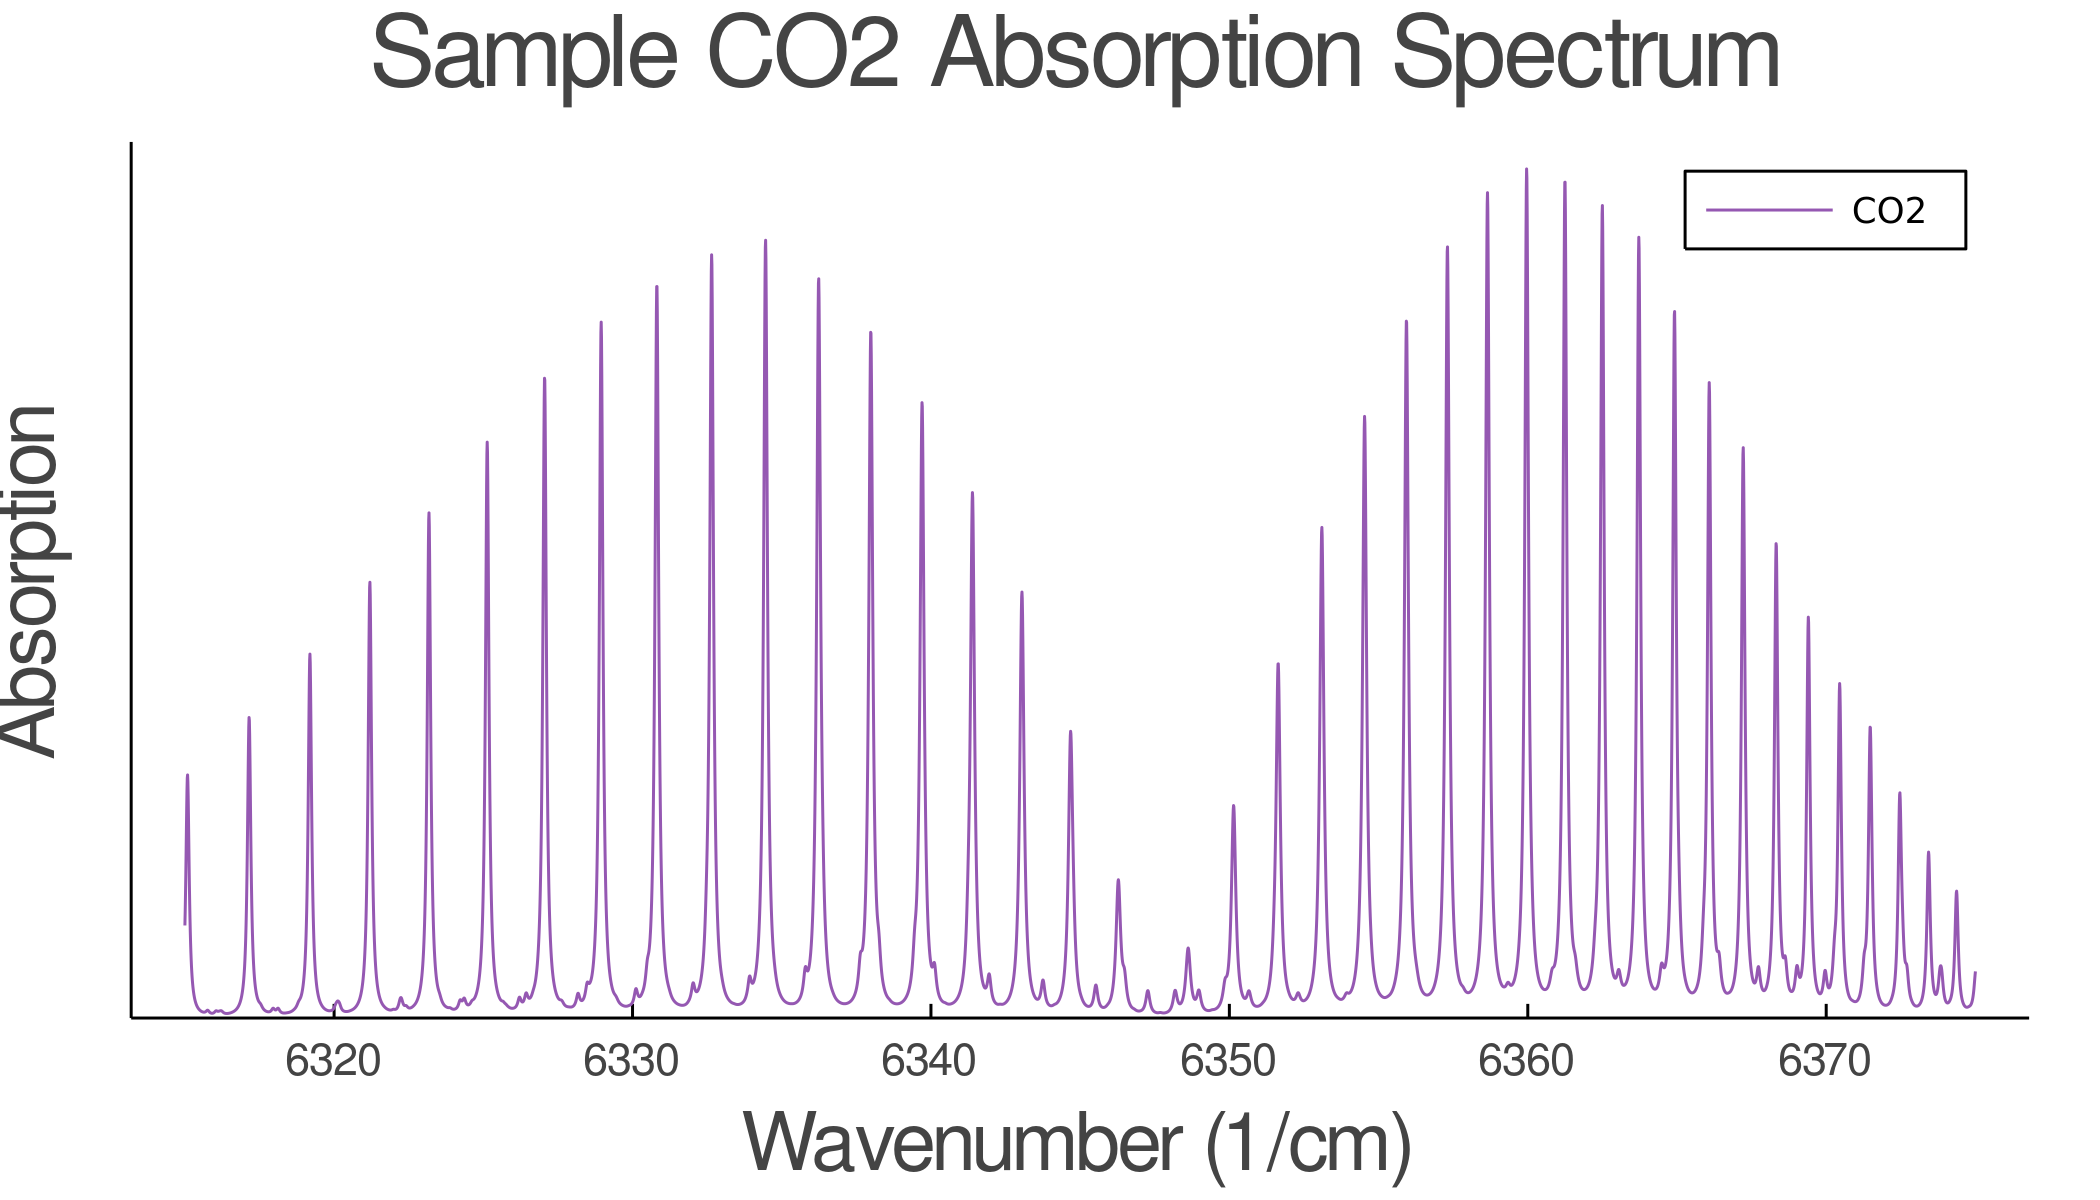 Sample CO2 Absorption Spectrum
CO2
Absorption
6320 6330 6340 6350 6360 6370
Wavenumber (1/cm)